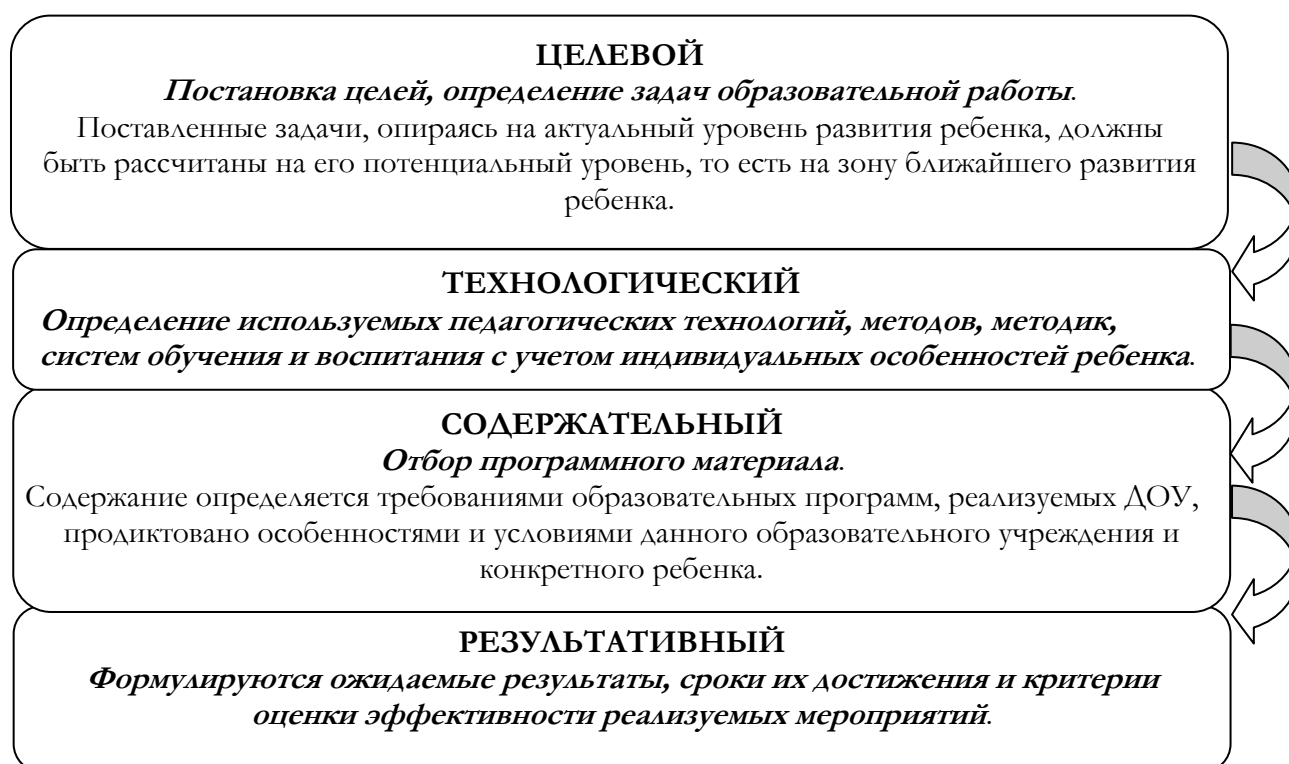 ЦЕЛЕВОЙ
Постановка целей, определение задач образовательной работы.
Поставленные задачи, опираясь на актуальный уровень развития ребенка, должны
быть рассчитаны на его потенциальный уровень, то есть на зону ближайшего развития
ребенка.
ТЕХНОЛОГИЧЕСКИЙ
Определение используемых педагогических технологий, методов, методик,
систем обучения и воспитания с учетом индивидуальных особенностей ребенка.
СОДЕРЖАТЕЛЬНЫЙ
Отбор программного материала.
Содержание определяется требованиями образовательных программ, реализуемых ДОУ,
продиктовано особенностями и условиями данного образовательного учреждения и
конкретного ребенка.
РЕЗУЛЬТАТИВНЫЙ
Формулируются ожидаемые результаты, сроки их достижения и критерии
оценки эффективности реализуемых мероприятий.